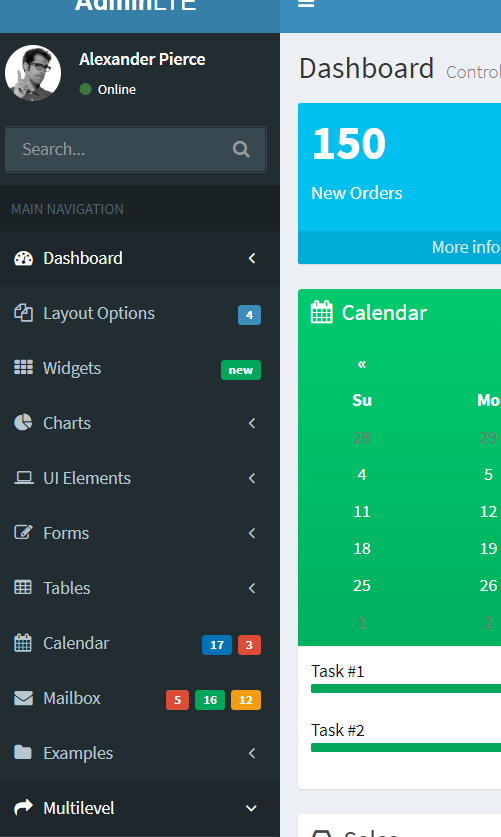 AdminLTE
Alexander Pierce
Online
Dashboard Control
Search...
150
New Orders
MAIN NAVIGATION
Dashboard
More info
Layout Options 4
Calendar
Widgets new
«
Su Mo
Charts
28 29
UI Elements
4 5
11 12
Forms
18 19
Tables
25 26
1 2
Calendar 17 3
Task #1
Mailbox 5 16 12
Task #2
Examples
Multilevel
Sales